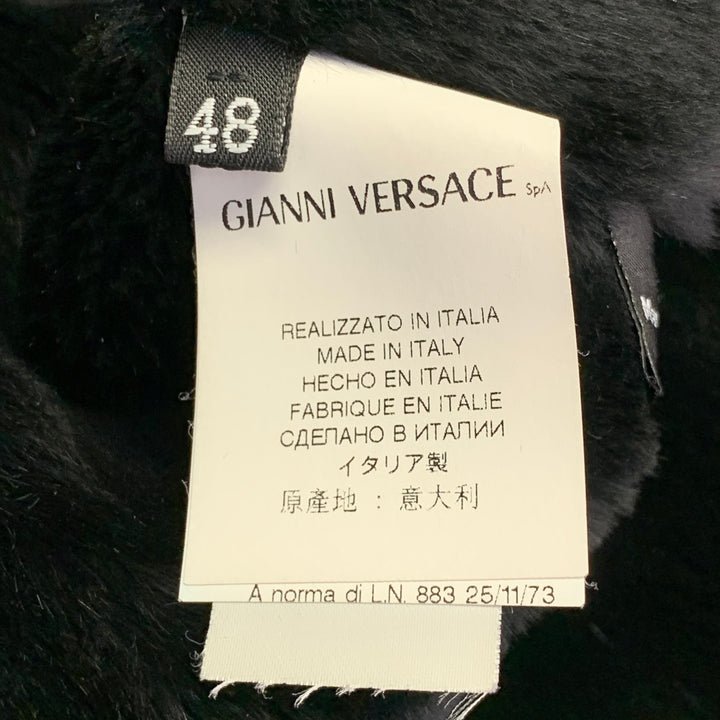 48
GIANNI VERSACE SpA
REALIZZATO IN ITALIA
MADE IN ITALY
HECHO EN ITALIA
FABRIQUE EN ITALIE
СДЕЛАНО В ИТАЛИИ
イタリア製
原產地 : 意大利
A norma di L.N. 883 25/11/73